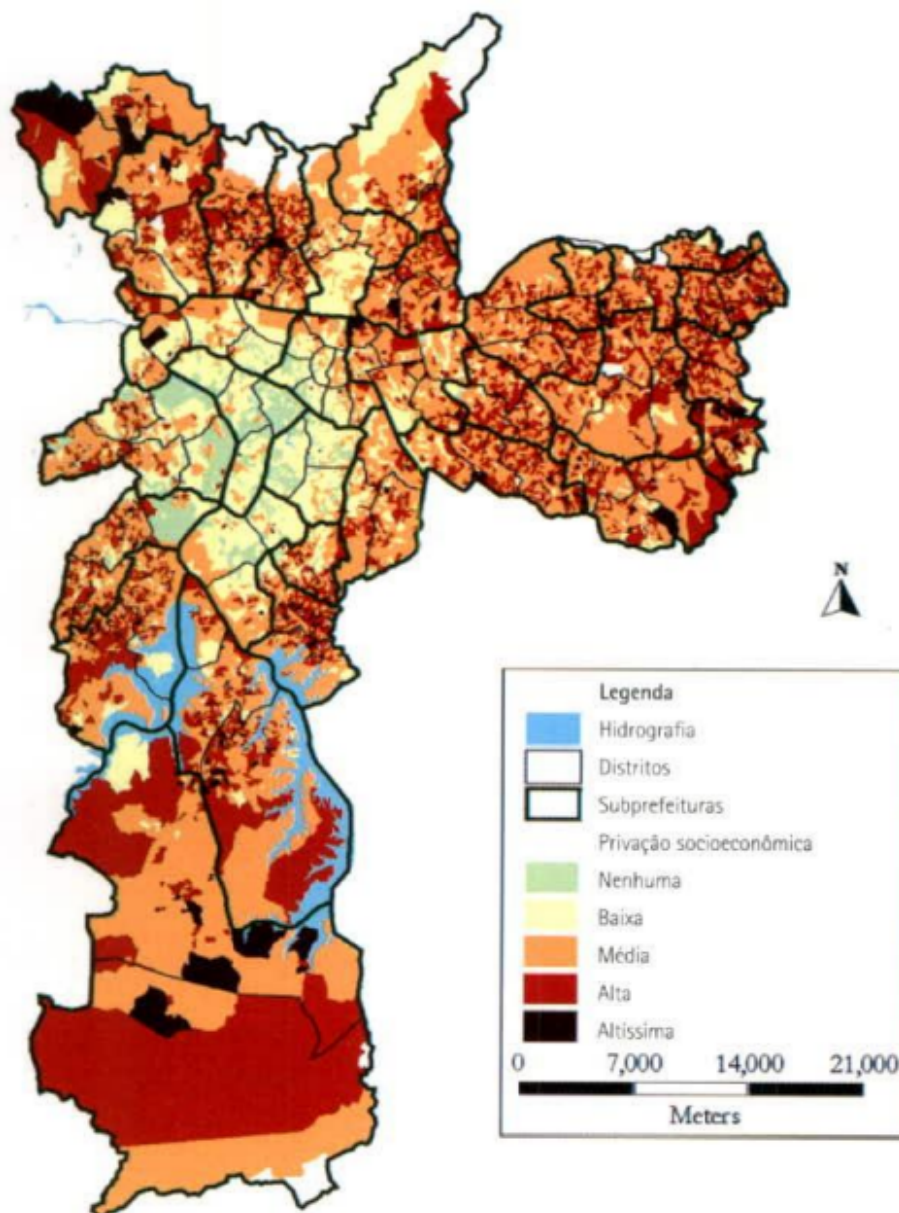 N
Legenda
Hidrografia
Distritos
Subprefeituras
Privação socioeconômica
Nenhuma
Baixa
Média
Alta
Altíssima
0 7,000 14,000 21,000
Meters